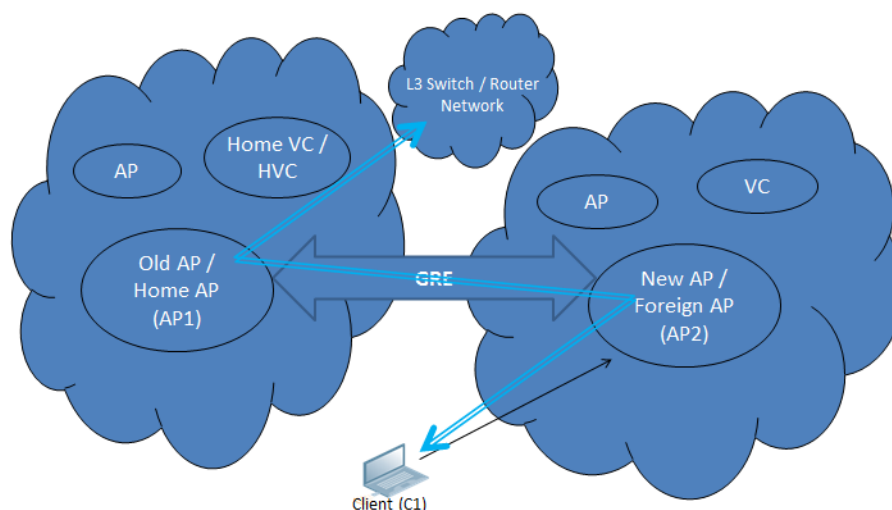 L3 Switch / Router
Network
Home VC /
HVC
AP
Old AP /
Home AP
(AP1)
GRE
AP
VC
New AP /
Foreign AP
(AP2)
Client (C1)